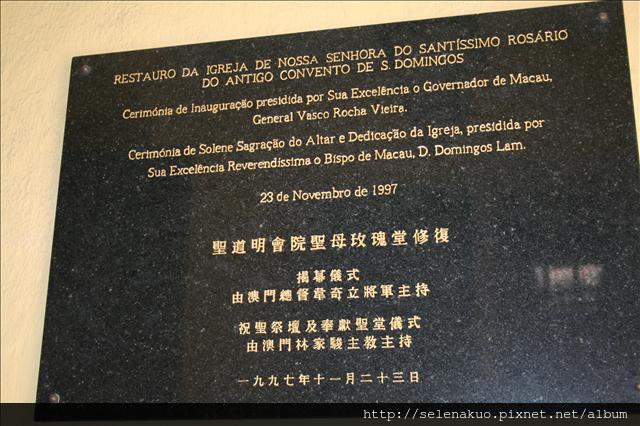 RESTAURO DA IGREJA DE NOSSA SENHORA DO SANTÍSSIMO ROSÁRIO
DO ANTIGO CONVENTO DE S. DOMINGOS
Cerimónia de Inauguração presidida por Sua Excelência o Governador de Macau,
General Vasco Rocha Vieira.
Cerimónia de Solene Sagração do Altar e Dedicação da Igreja, presidida por
Sua Excelência Reverendíssima o Bispo de Macau, D. Domingos Lam.
23 de Novembro de 1997
聖道明會院聖母玫瑰堂修復
揭幕儀式
由澳門總督韋奇立將軍主持
祝聖祭壇及奉獻聖堂儀式
由澳門林家駿主教主持
一九九七年十一月二十三日
http://selenakuo.pixnet.net/album